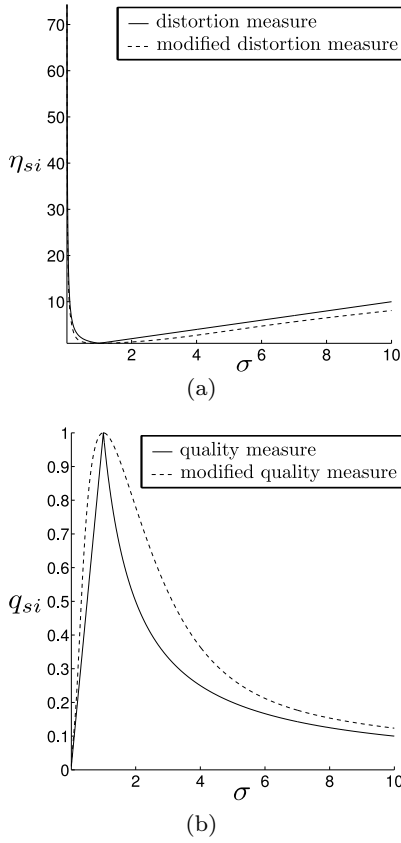 70
60
50
40
30
20
10
η_si
distortion measure
modified distortion measure
2 4 6 8 10
σ
(a)
1
0.9
0.8
0.7
0.6
0.5
0.4
0.3
0.2
0.1
0
q_si
quality measure
modified quality measure
2 4 6 8 10
σ
(b)